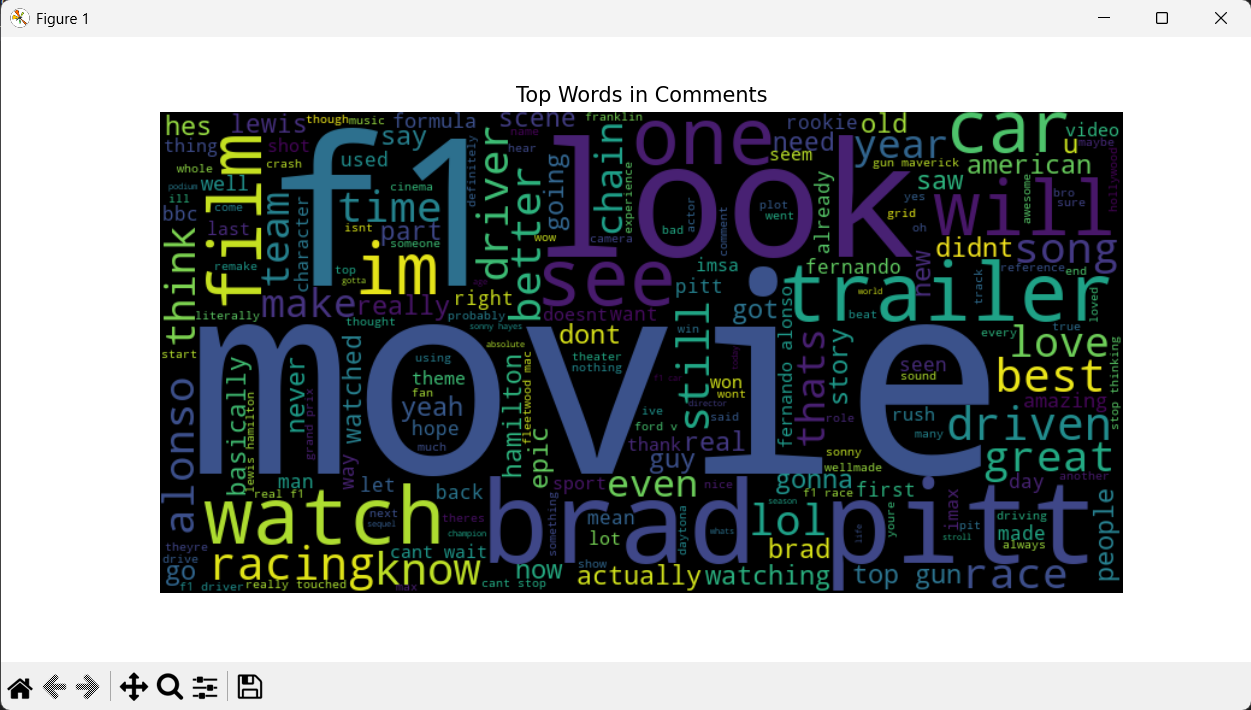 Figure 1
Top Words in Comments
hes
lewis
though
music
formula
scene
franklin
one
rookie
old
car
video
thing
shot
say
name
chain
need
year
u
maybe
film
f1
driver
hear
look
seem
gun maverick
american
hollywood
whole
crash
used
definitely
going
experience
saw
podium
well
cinema
better
already
yes
will
awesome
bro
sure
ill
team
character
time
actor
plot
went
grid
bbc
come
isnt
part
wow
camera
bad
comment
oh
didnt
song
last
someone
think
remake
top
im
see
imsa
fernando
new
reference
end
gotta
pitt
trailer
track
loved
make
really
right
doesnt
want
got
world
literally
thought
probably
sonny hayes
still
win
beat
start
movie
dont
fernando alonso
thats
story
every
true
love
absolute
using
theater
nothing
today
seen
sound
best
stop thinking
alonso
basically
never
watched
theme
fan
hamilton
fleetwood mac
f1 car
won
wont
director
amazing
lewis hamilton
grand prix
yeah
hope
ive
said
role
rush
driven
ford v
many
much
epic
thank
real
sonny
great
way
guy
wellmade
man
real f1
let
back
sport
even
nice
gonna
f1 race
first
day
another
watch
next
sequel
theres
champion
brad pitt
something
mean
lot
daytona
whats
season
lol
youre
life
imax
pit
stroll
driving
made
always
people
theyre
drive
cant wait
brad
go
racing
know
now
show
actually
watching
top gun
race
f1 driver
really touched
max
cant stop